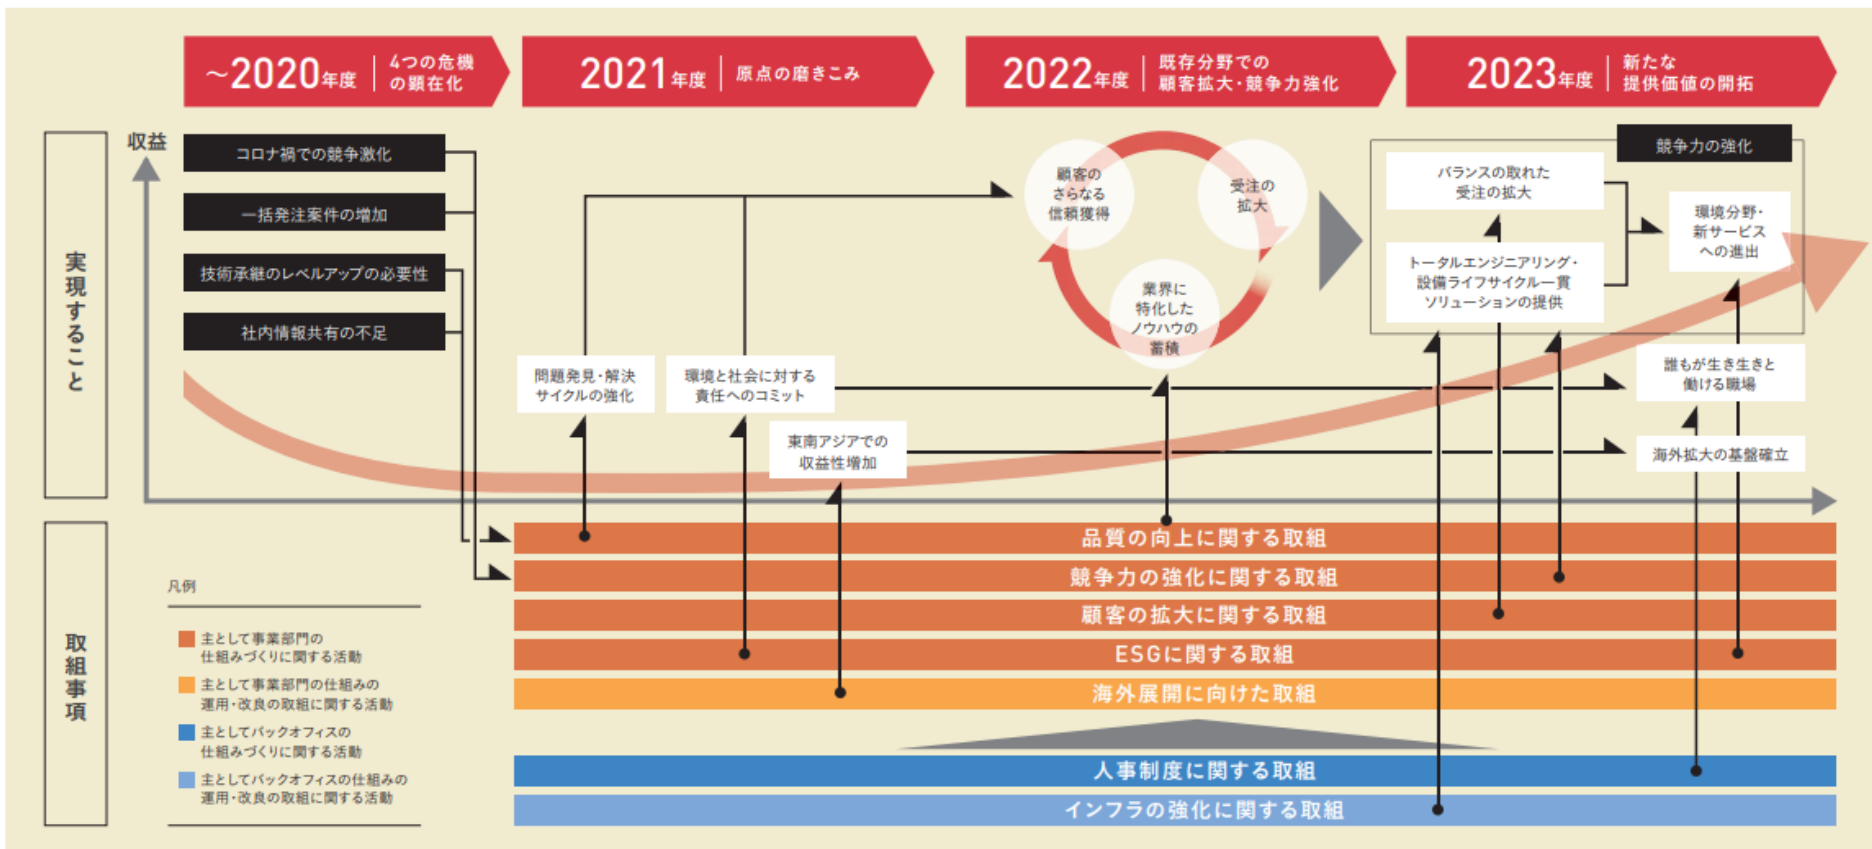 ～2020年度
4つの危機
の顕在化
2021年度
原点の磨きこみ
2022年度
既存分野での
顧客拡大・競争力強化
2023年度
新たな
提供価値の開拓
実現すること
収益
コロナ禍での競争激化
一括発注案件の増加
技術承継のレベルアップの必要性
社内情報共有の不足
問題発見・解決
サイクルの強化
環境と社会に対する
責任へのコミット
東南アジアでの
収益性増加
顧客の
さらなる
信頼獲得
受注の
拡大
業界に
特化した
ノウハウの
蓄積
競争力の強化
バランスの取れた
受注の拡大
トータルエンジニアリング・
設備ライフサイクル一貫
ソリューションの提供
環境分野・
新サービス
への進出
誰もが生き生きと
働ける職場
海外拡大の基盤確立
取組事項
凡例
主として事業部門の
仕組みづくりに関する活動
主として事業部門の仕組みの
運用・改良の取組に関する活動
主としてバックオフィスの
仕組みづくりに関する活動
主としてバックオフィスの仕組みの
運用・改良の取組に関する活動
品質の向上に関する取組
競争力の強化に関する取組
顧客の拡大に関する取組
ESGに関する取組
海外展開に向けた取組
人事制度に関する取組
インフラの強化に関する取組